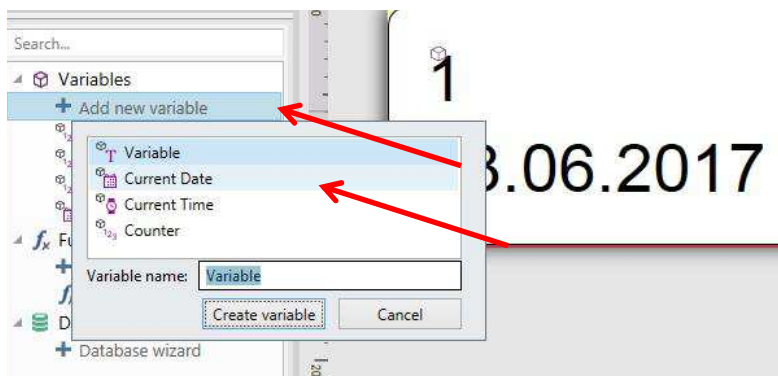 Search...
Variables
Add new variable
Variable
Current Date
Current Time
Counter
Variable name: Variable
Create variable Cancel
Database wizard
1
.06.2017